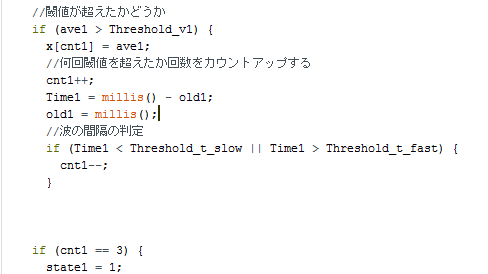 //閾値が超えたかどうか
if (ave1 > Threshold_v1) {
x[cnt1] = ave1;
//何回閾値を超えたか回数をカウントアップする
cnt1++;
Time1 = millis() - old1;
old1 = millis();
//波の間隔の判定
if (Time1 < Threshold_t_slow || Time1 > Threshold_t_fast) {
cnt1--;
}
if (cnt1 == 3) {
state1 = 1;